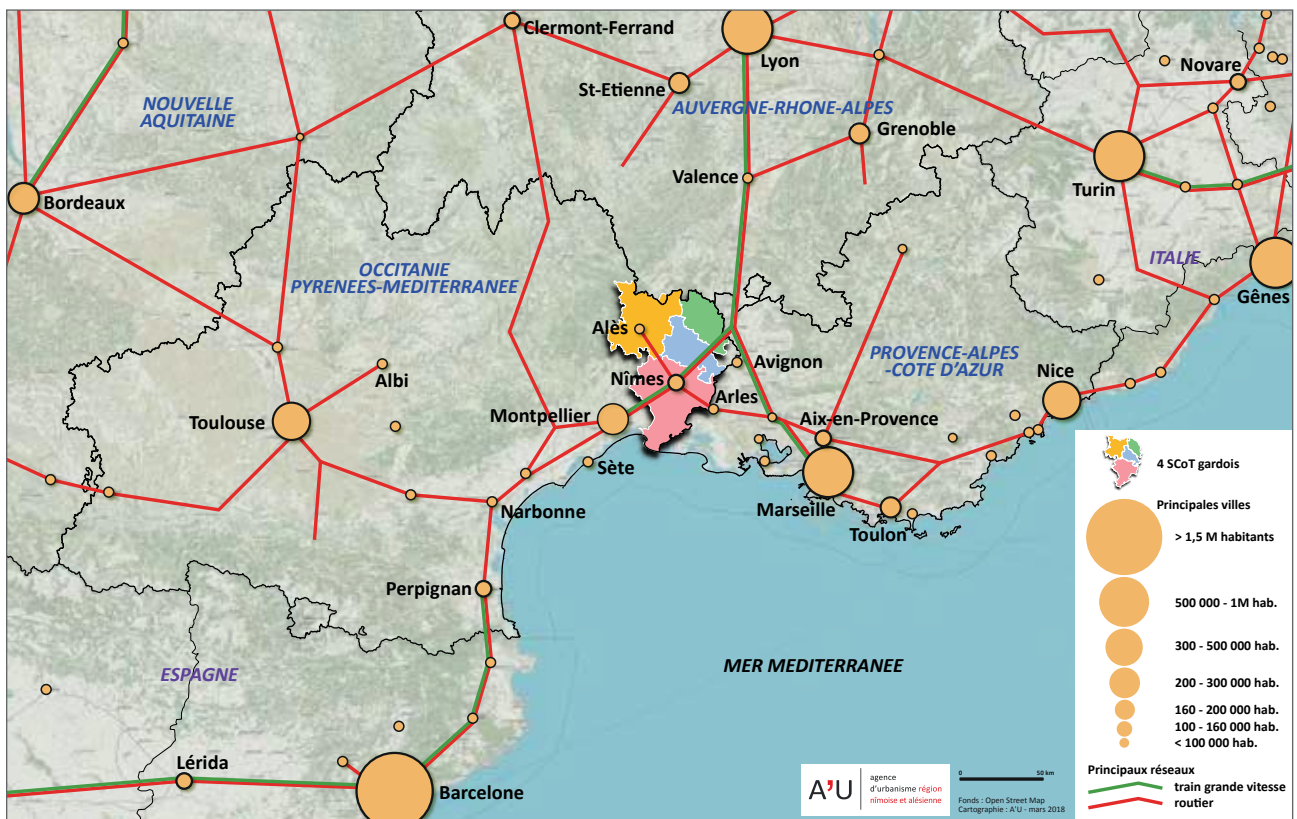 Clermont-Ferrand
Lyon
Novare
St-Etienne
NOUVELLE
AQUITAINE
AUVERGNE-RHONE-ALPES
Grenoble
Valence
Turin
Bordeaux
ITALIE
OCCITANIE
PYRENEES-MEDITERRANEE
Gênes
Alès
Avignon
PROVENCE-ALPES
-COTE D'AZUR
Nîmes
Nice
Albi
Arles
Montpellier
Aix-en-Provence
Toulouse
Sète
Narbonne
Marseille
Toulon
Perpignan
MER MEDITERRANEE
ESPAGNE
Lérida
Barcelone
4 SCoT gardois
Principales villes
> 1,5 M habitants
500 000 - 1M hab.
300 - 500 000 hab.
200 - 300 000 hab.
160 - 200 000 hab.
100 - 160 000 hab.
< 100 000 hab.
Principaux réseaux
train grande vitesse
routier
A'U
agence
d'urbanisme région
nîmoise et alésienne
0 50 km
Fonds : Open Street Map
Cartographie : A'U - mars 2018